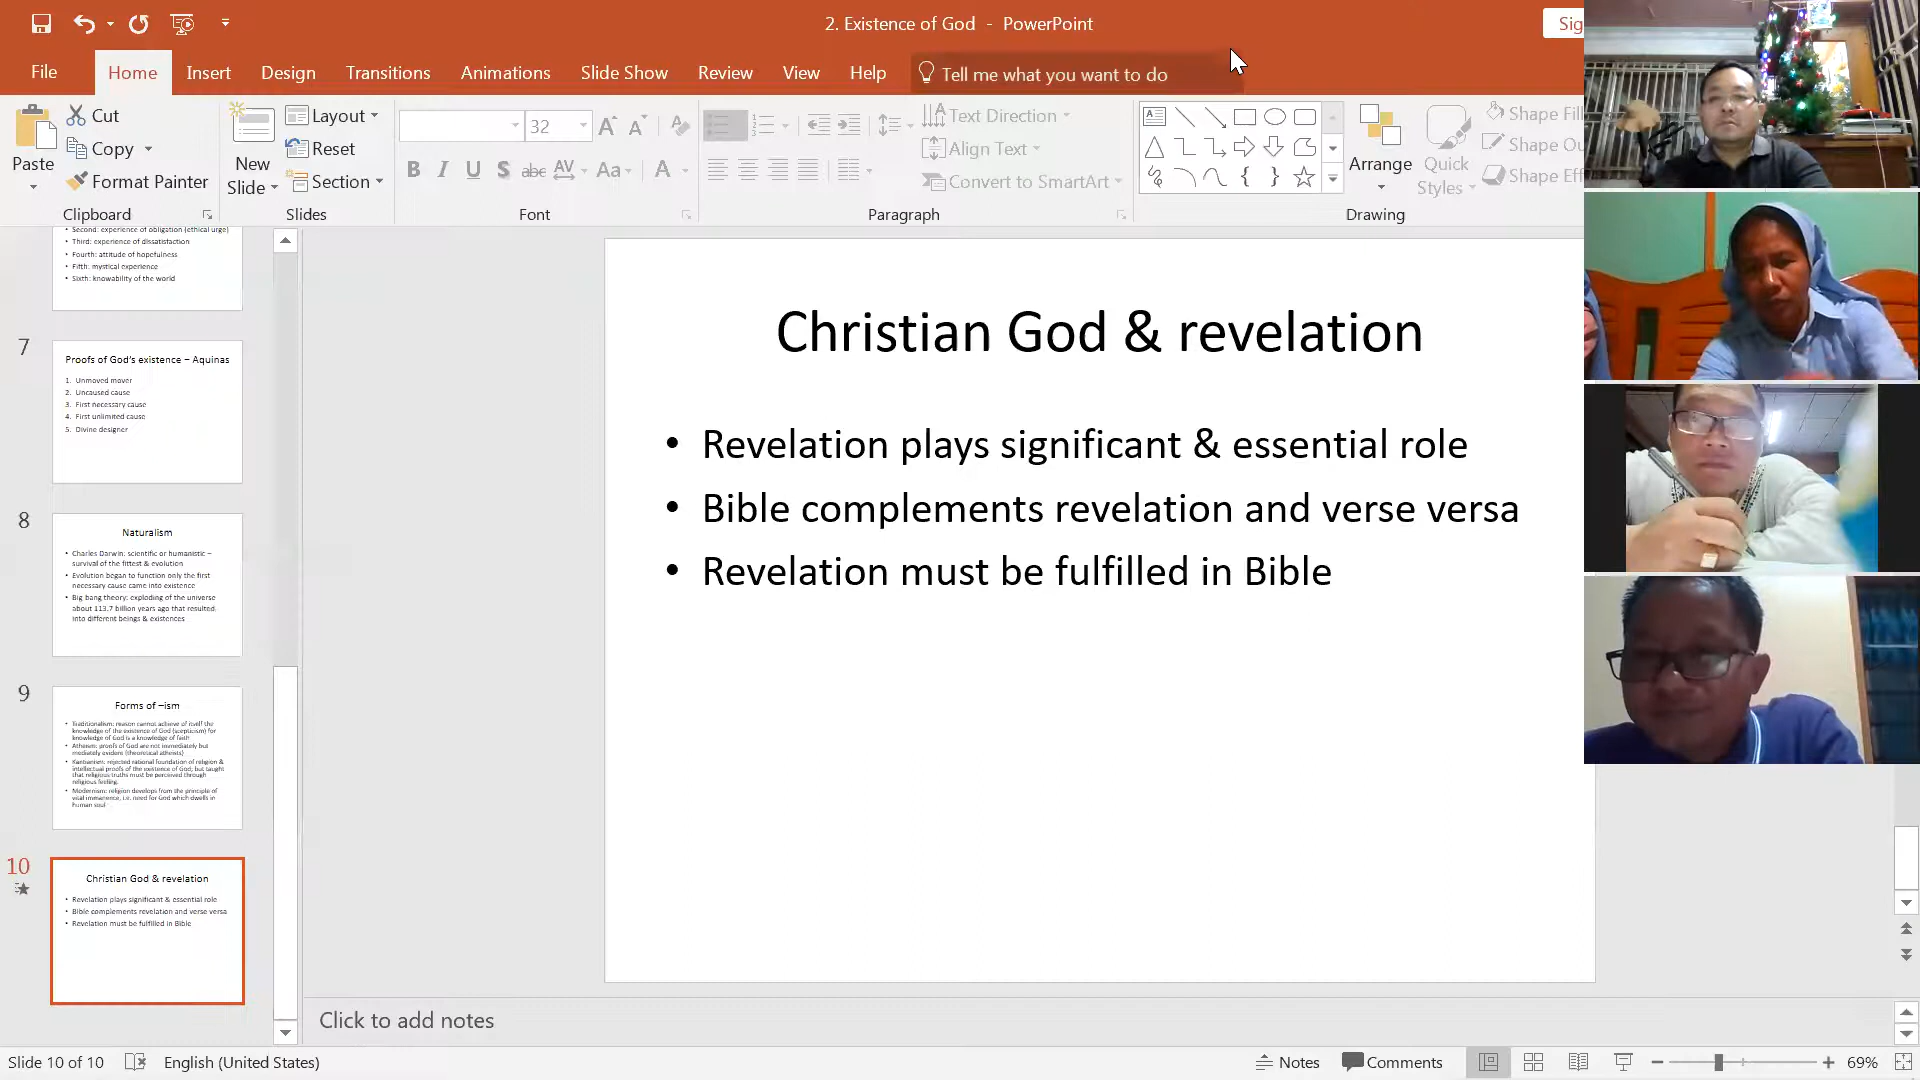 2. Existence of God - PowerPoint
Sig
File
Home
Insert
Design
Transitions
Animations
Slide Show
Review
View
Help
Tell me what you want to do
Paste
Cut
Copy
Format Painter
Clipboard
New Slide
Layout
Reset
Section
Slides
32
Font
Text Direction
Align Text
Convert to SmartArt
Paragraph
Arrange
Quick Styles
Shape Fil
Shape Ou
Shape Eff
Drawing
• Second: experience of obligation (ethical urge)
• Third: experience of dissatisfaction
• Fourth: attitude of hopefulness
• Fifth: mystical experience
• Sixth: knowability of the world
7
Proofs of God's existence – Aquinas
1. Unmoved mover
2. Uncaused cause
3. First necessary cause
4. First unlimited cause
5. Divine designer
8
Naturalism
• Charles Darwin: scientific or humanistic –
survival of the fittest & evolution
• Evolution began to function only the first
necessary cause came into existence
• Big bang theory: exploding of the universe
about 113.7 billion years ago that resulted
into different beings & existences
9
Forms of –ism
• Traditionalism: reason cannot achieve of itself the
knowledge of the existence of God (scepticism) for
knowledge of God is a knowledge of faith
• Atheism: proofs of God are not immediately but
mediately evident (theoretical atheists)
• Kantianism: rejected rational foundation of religion &
intellectual proofs of the existence of God; but taught
that religious truths must be perceived through
religious feeling.
• Modernism: religion develops from the principle of
vital immanence, i.e. need for God which dwells in
human soul
10
Christian God & revelation
• Revelation plays significant & essential role
• Bible complements revelation and verse versa
• Revelation must be fulfilled in Bible
Christian God & revelation
• Revelation plays significant & essential role
• Bible complements revelation and verse versa
• Revelation must be fulfilled in Bible
Click to add notes
Slide 10 of 10
English (United States)
Notes
Comments
69%